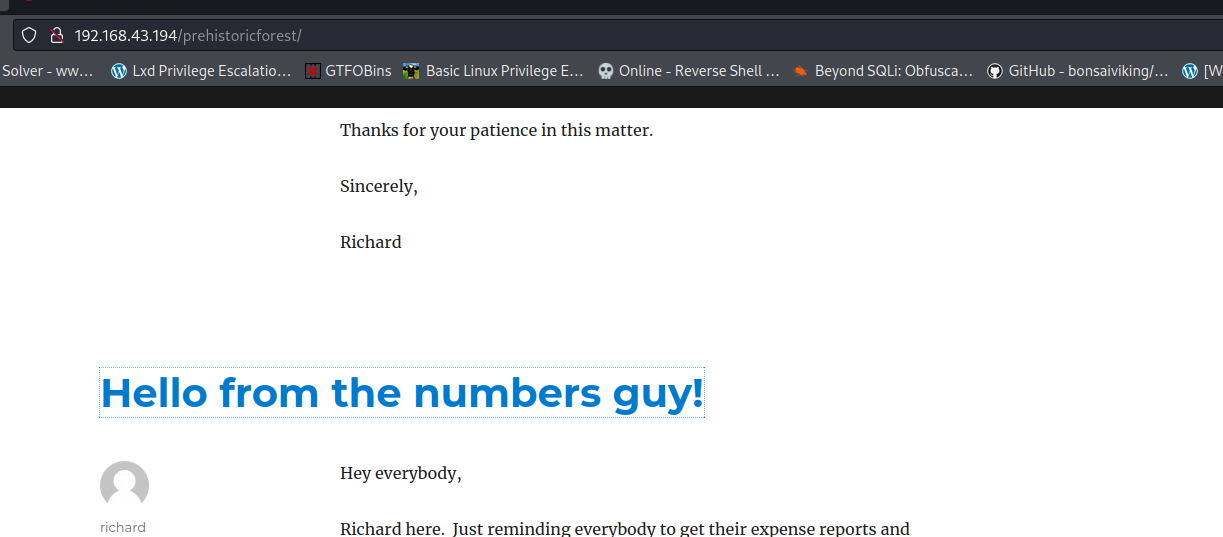 192.168.43.194/prehistoricforest/
Solver - ww… Lxd Privilege Escalatio… GTFOBins Basic Linux Privilege E… Online - Reverse Shell … Beyond SQLi: Obfusca… GitHub - bonsaiviking/… [W
Thanks for your patience in this matter.
Sincerely,
Richard
Hello from the numbers guy!
Hey everybody,
richard
Richard here. Just reminding everybody to get their expense reports and